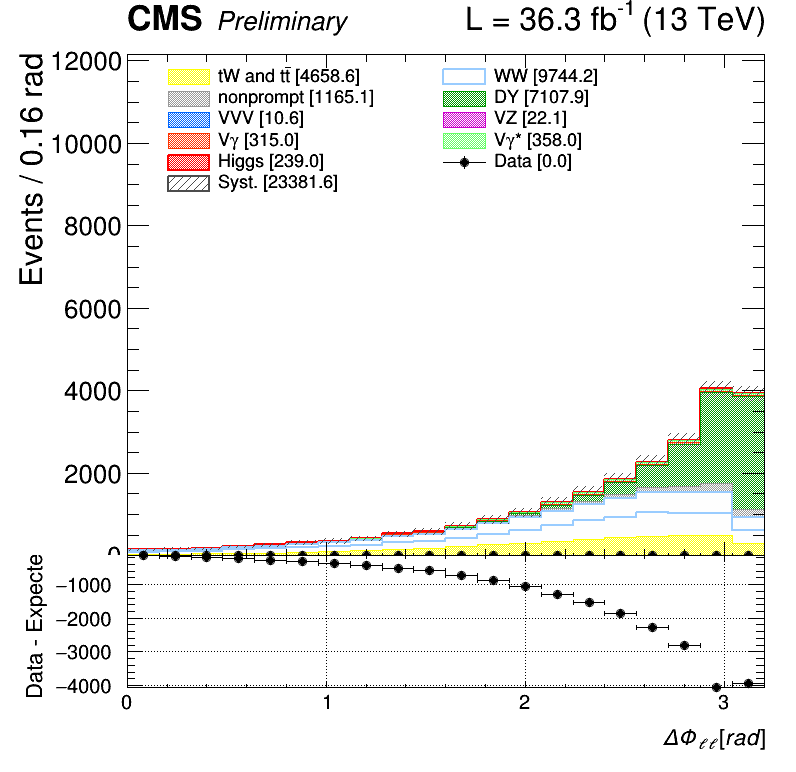 CMS Preliminary L = 36.3 fb⁻¹ (13 TeV)
Events / 0.16 rad
12000
10000
8000
6000
4000
2000
0
tW and tt̄ [4658.6]
nonprompt [1165.1]
VVV [10.6]
Vγ [315.0]
Higgs [239.0]
Syst. [23381.6]
WW [9744.2]
DY [7107.9]
VZ [22.1]
Vγ* [358.0]
Data [0.0]
Data - Expecte
−1000
−2000
−3000
−4000
0 1 2 3
ΔΦℓℓ[rad]